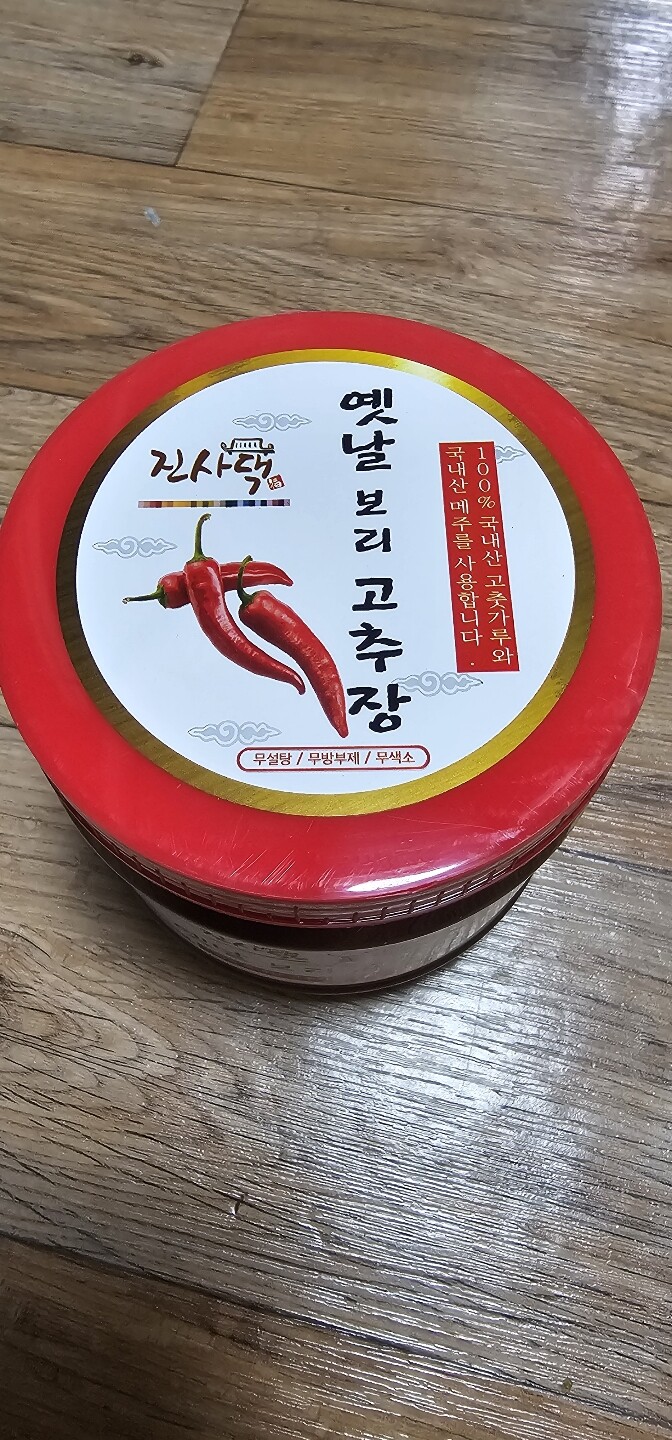 진사댁
옛날 보리 고추장
100% 국내산 고춧가루와
국내산 메주를 사용합니다.
무설탕 / 무방부제 / 무색소